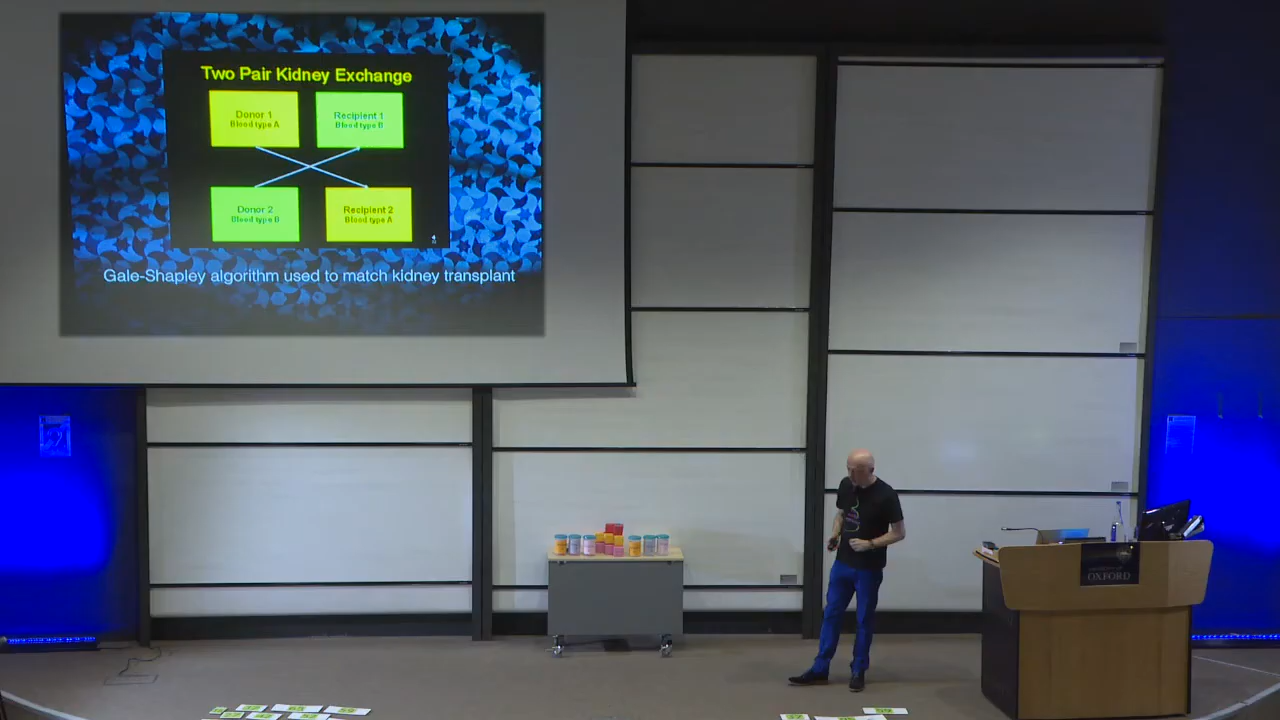 Two Pair Kidney Exchange
Donor 1
Blood type A
Recipient 1
Blood type B
Donor 2
Blood type B
Recipient 2
Blood type A
Gale-Shapley algorithm used to match kidney transplant
OXFORD